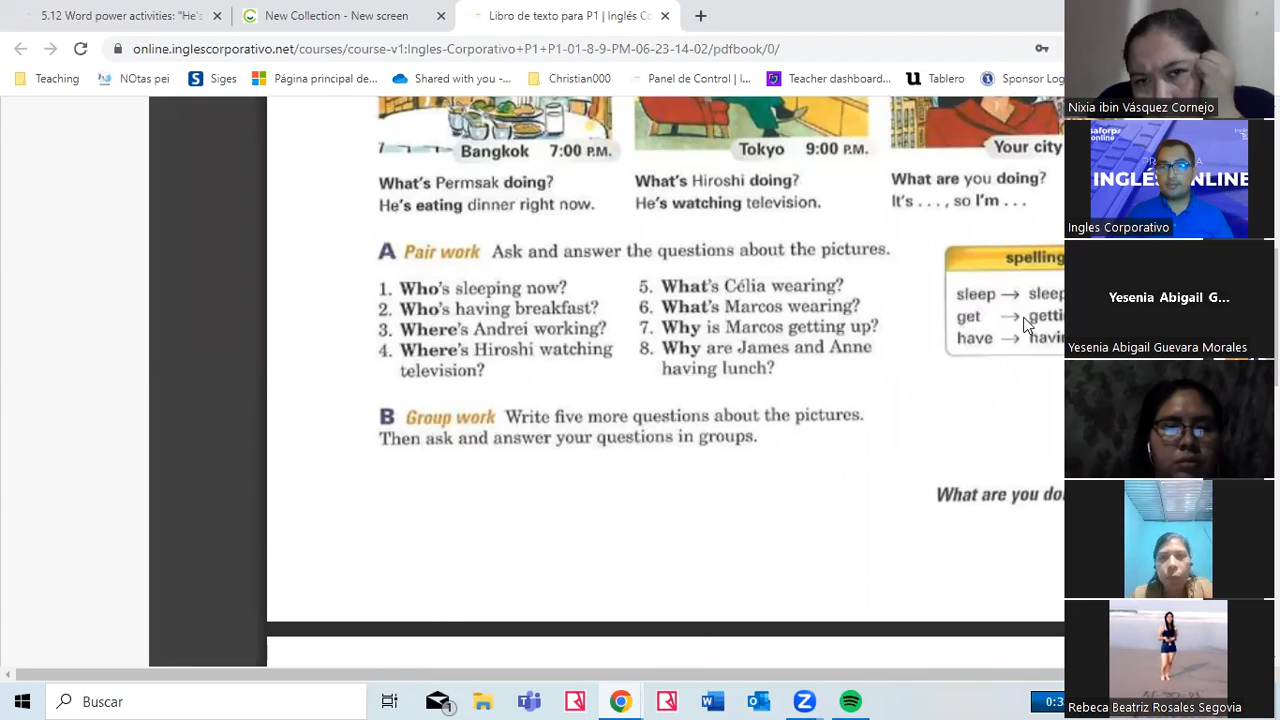 5.12 Word power activities: "He's
New Collection - New screen
Libro de texto para P1 | Inglés Co
online.inglescorporativo.net/courses/course-v1:Ingles-Corporativo+P1+P1-01-8-9-PM-06-23-14-02/pdfbook/0/
Teaching
NOtas pei
Siges
Página principal de...
Shared with you -...
Christian000
Panel de Control | I...
Teacher dashboard...
Tablero
Sponsor Log
Bangkok 7:00 P.M.
Tokyo 9:00 P.M.
Your city
What's Permsak doing?
He's eating dinner right now.
What's Hiroshi doing?
He's watching television.
What are you doing?
It's . . . , so I'm . . .
A Pair work Ask and answer the questions about the pictures.
1. Who's sleeping now?
2. Who's having breakfast?
3. Where's Andrei working?
4. Where's Hiroshi watching
television?
5. What's Célia wearing?
6. What's Marcos wearing?
7. Why is Marcos getting up?
8. Why are James and Anne
having lunch?
spelling
sleep → sleep
get → getti
have → havin
B Group work Write five more questions about the pictures.
Then ask and answer your questions in groups.
What are you do
Buscar
1
0:3
Nixia ibin Vásquez Cornejo
INGLÉS ONLINE
Ingles Corporativo
Yesenia Abigail G...
Yesenia Abigail Guevara Morales
Rebeca Beatriz Rosales Segovia